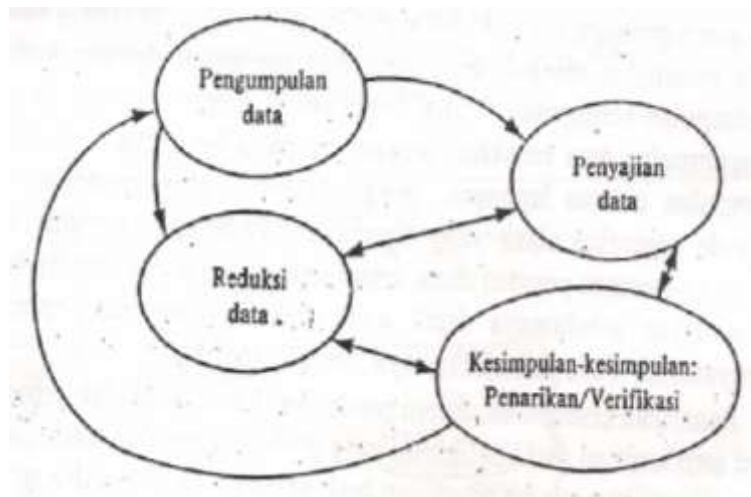 Pengumpulan
data
Penyajian
data
Reduksi
data
Kesimpulan-kesimpulan:
Penarikan/Verifikasi